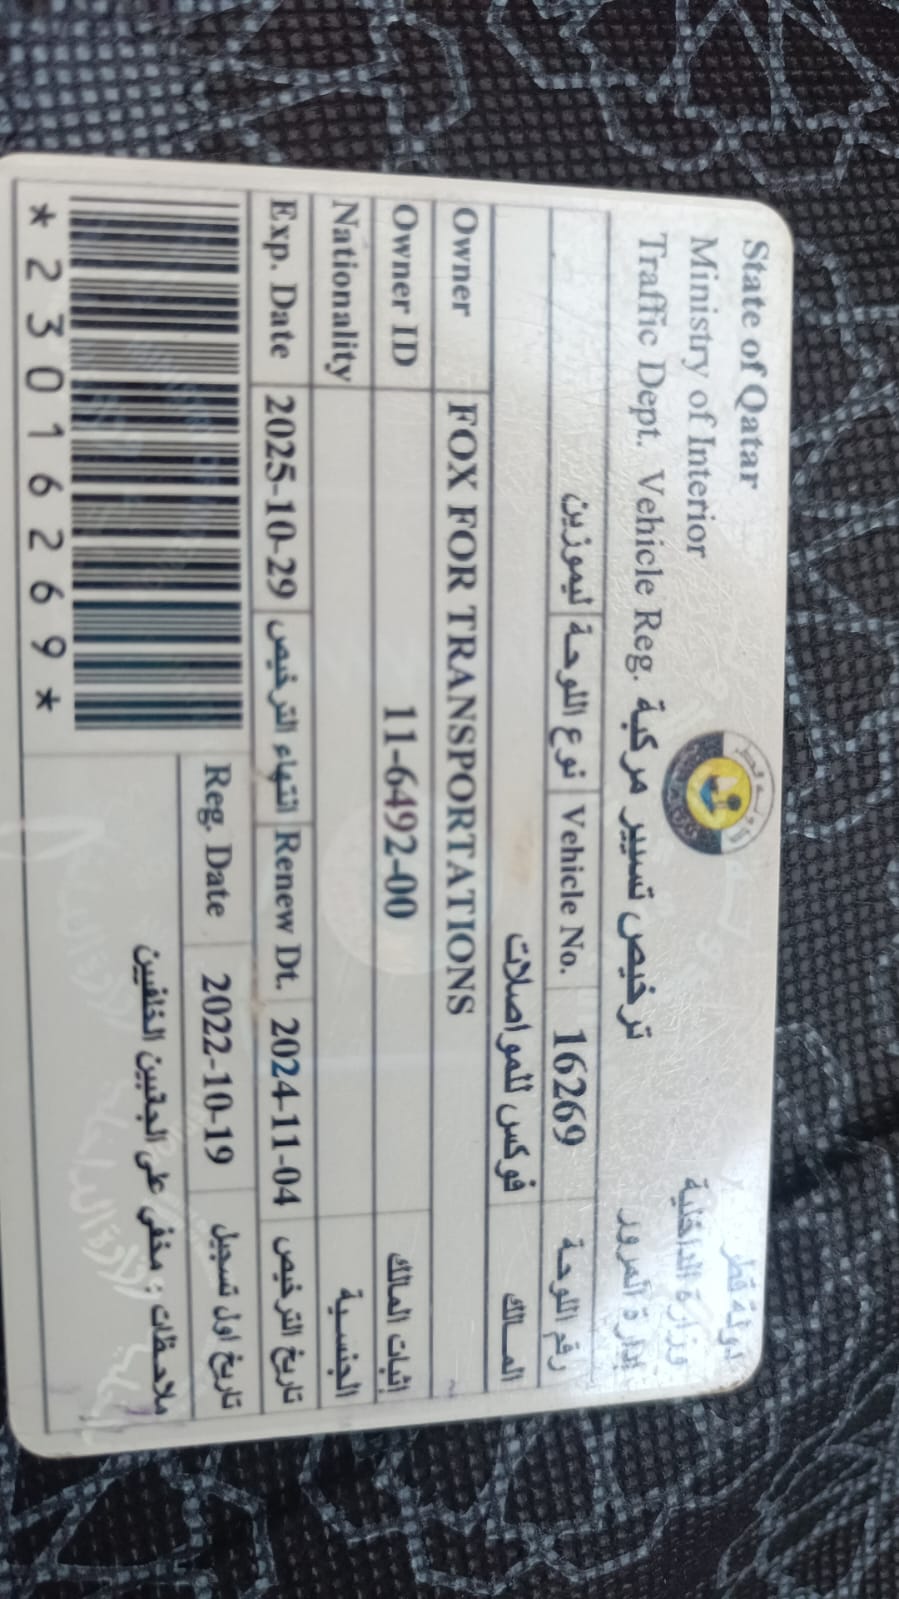 State of Qatar
دولة قطر
Ministry of Interior
وزارة الداخلية
Traffic Dept. Vehicle Reg. ترخيص تسيير مركبة إدارة المرور
ليموزين نوع اللوحة Vehicle No. 16269 رقم اللوحة
فوكس للمواصلات المالك
Owner FOX FOR TRANSPORTATIONS
Owner ID 11-6492-00 إثبات المالك
Nationality الجنسية
Exp. Date 2025-10-29 انتهاء الترخيص Renew Dt. 2024-11-04 تاريخ الترخيص
Reg. Date 2022-10-19 تاريخ اول تسجيل
ملاحظات : مخفي على الجنبين الخلفيين
*23016269*